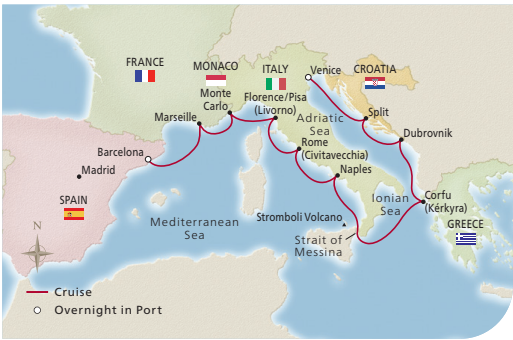 FRANCE
MONACO
ITALY
Venice
CROATIA
Monte
Carlo
Florence/Pisa
(Livorno)
Marseille
Adriatic
Sea
Split
Dubrovnik
Barcelona
Rome
(Civitavecchia)
Madrid
Naples
SPAIN
Ionian
Sea
Corfu
(Kérkyra)
Stromboli Volcano
Mediterranean
Sea
GREECE
Strait of
Messina
N
Cruise
Overnight in Port